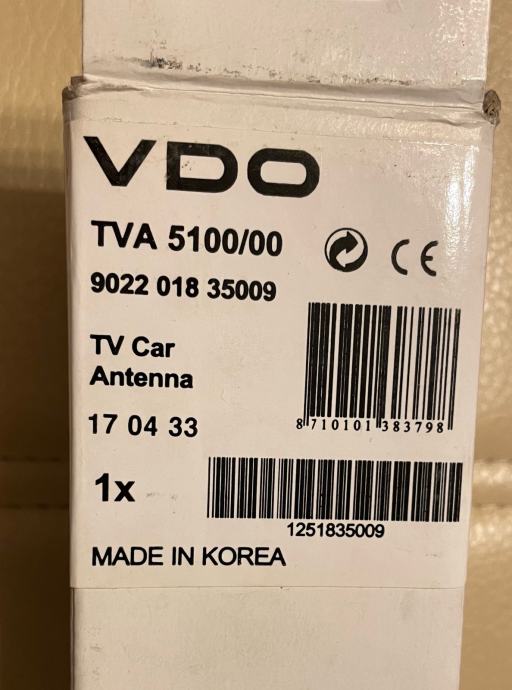 VDO
TVA 5100/00
CE
9022 018 35009
TV Car
Antenna
8 710101 383798
17 04 33
1x
1251835009
MADE IN KOREA